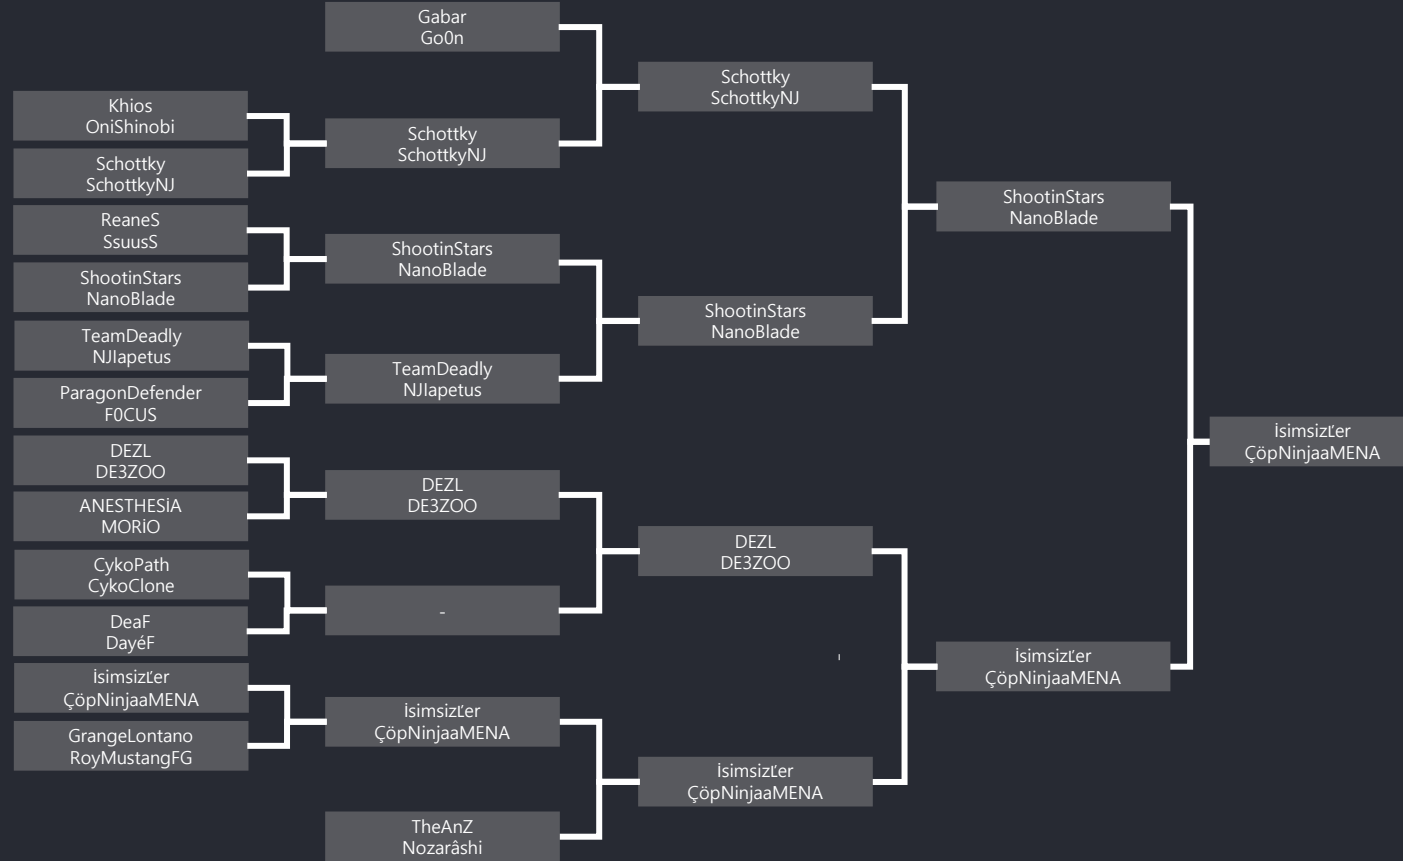 Gabar
Go0n
Schottky
SchottkyNJ
Khios
OniShinobi
Schottky
SchottkyNJ
Schottky
SchottkyNJ
ShootinStars
NanoBlade
ReaneS
SsuusS
ShootinStars
NanoBlade
ShootinStars
NanoBlade
ShootinStars
NanoBlade
TeamDeadly
NJIapetus
TeamDeadly
NJIapetus
ParagonDefender
F0CUS
İsimsizĽer
ÇöpNinjaaMENA
DEZL
DE3ZOO
DEZL
DE3ZOO
ANESTHESİA
MORİO
DEZL
DE3ZOO
CykoPath
CykoClone
-
DeaF
DayéF
İsimsizĽer
ÇöpNinjaaMENA
İsimsizĽer
ÇöpNinjaaMENA
İsimsizĽer
ÇöpNinjaaMENA
GrangeLontano
RoyMustangFG
İsimsizĽer
ÇöpNinjaaMENA
TheAnZ
Nozarâshi